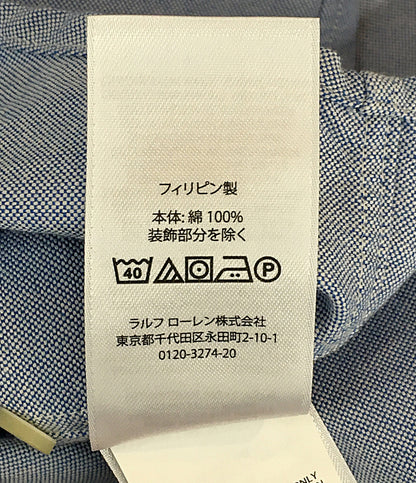 フィリピン製
本体: 綿 100%
装飾部分を除く
40 P
ラルフ ローレン株式会社
東京都千代田区永田町2-10-1
0120-3274-20
ONLY